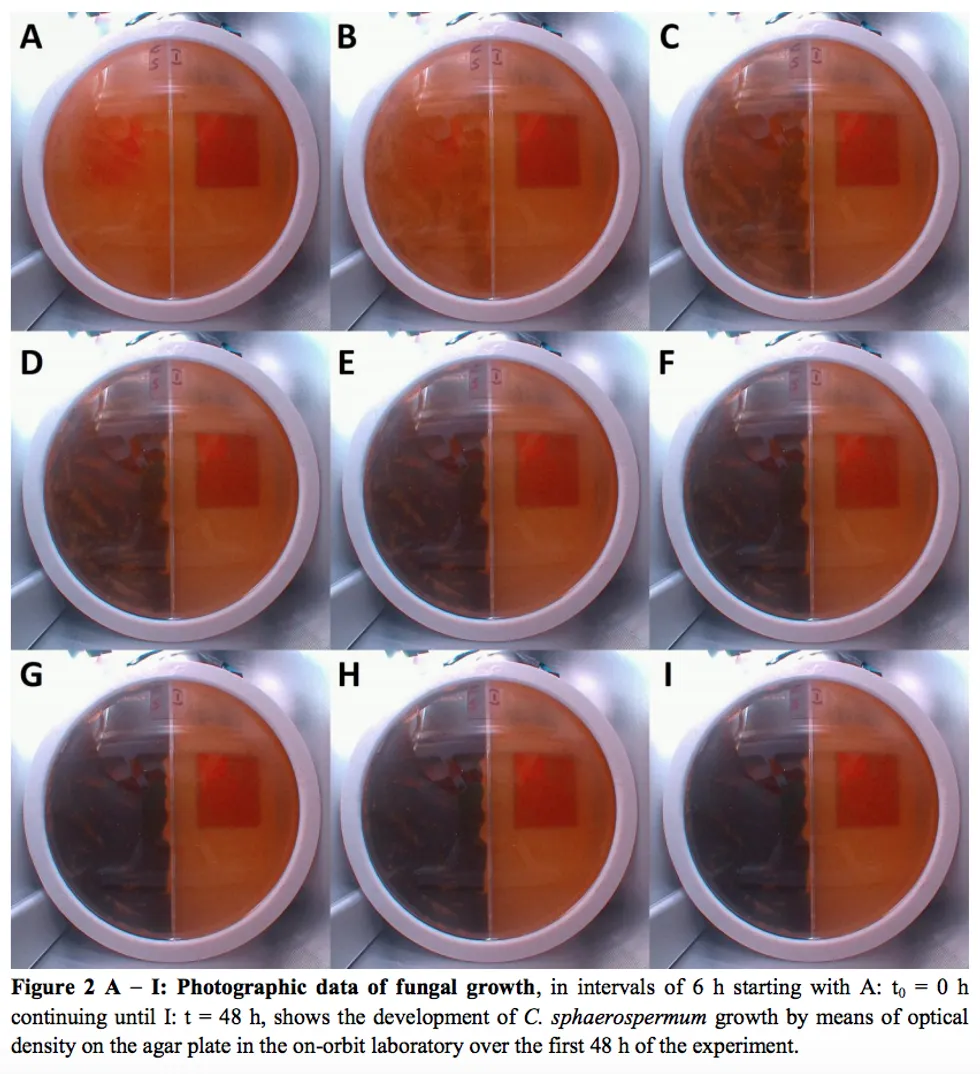 A B C
D E F
G H I
Figure 2 A – I: Photographic data of fungal growth, in intervals of 6 h starting with A: t₀ = 0 h
continuing until I: t = 48 h, shows the development of C. sphaerospermum growth by means of optical
density on the agar plate in the on-orbit laboratory over the first 48 h of the experiment.